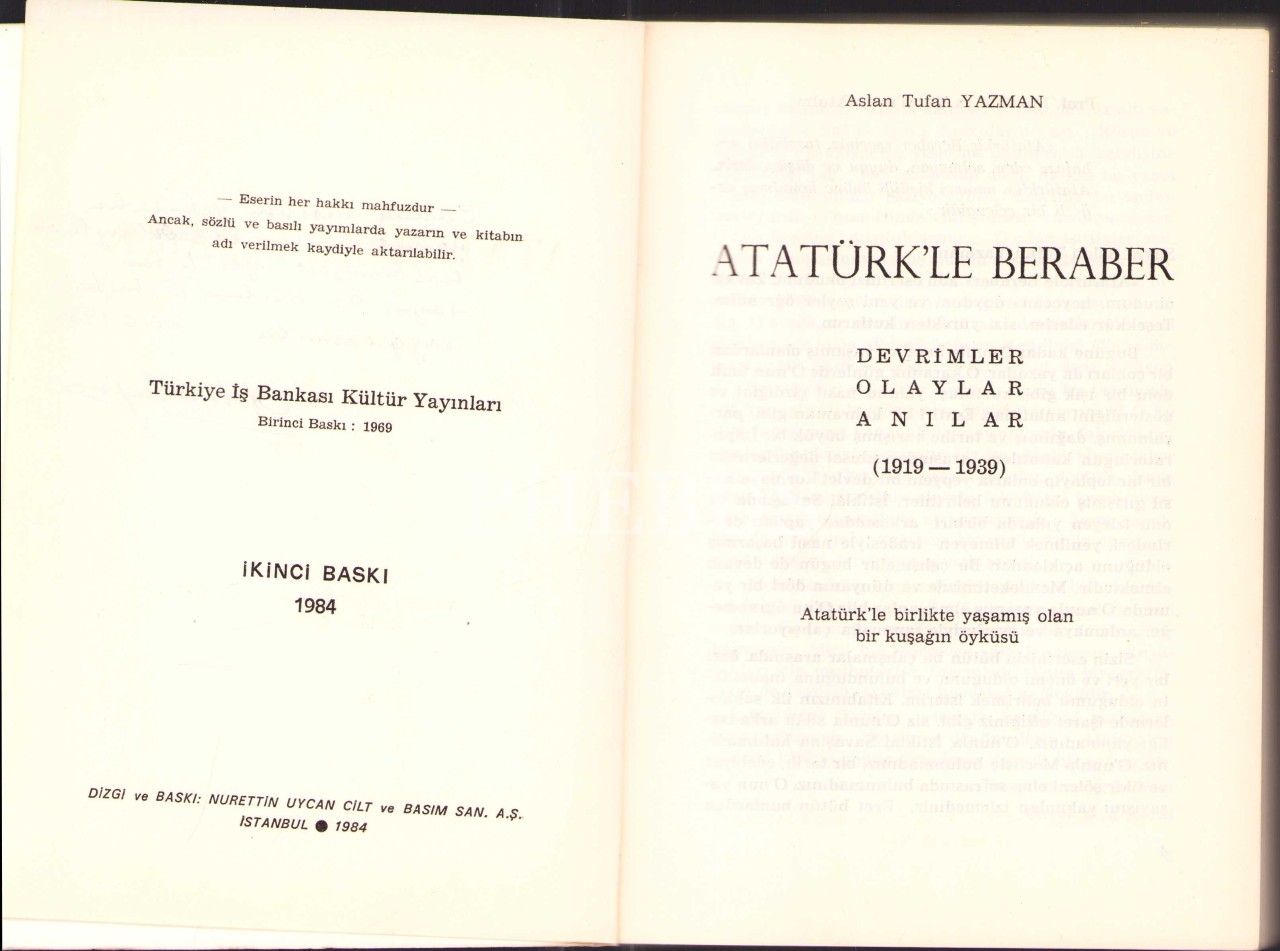 — Eserin her hakkı mahfuzdur —
Ancak, sözlü ve basılı yayımlarda yazarın ve kitabın
adı verilmek kaydiyle aktarılabilir.
Türkiye İş Bankası Kültür Yayınları
Birinci Baskı : 1969
İKİNCİ BASKI
1984
DİZGİ ve BASKI: NURETTİN UYCAN CİLT ve BASIM SAN. A.Ş.
İSTANBUL ● 1984
Aslan Tufan YAZMAN
ATATÜRK'LE BERABER
DEVRİMLER
OLAYLAR
ANILAR
(1919 — 1939)
Atatürk'le birlikte yaşamış olan
bir kuşağın öyküsü